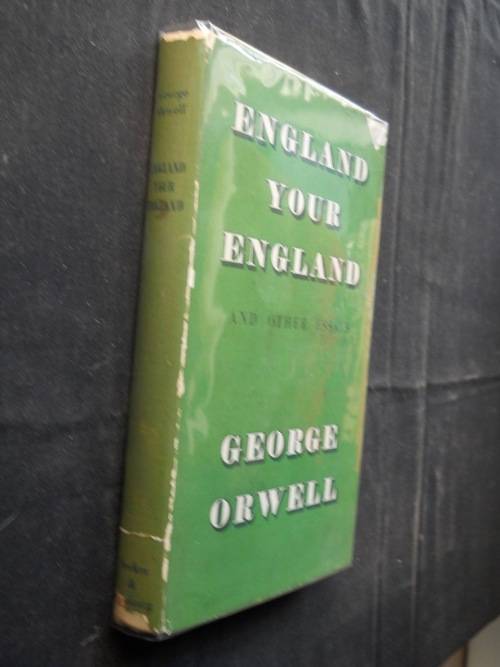 ENGLAND
YOUR
ENGLAND
AND OTHER ESSAYS
GEORGE
ORWELL
George
Orwell
ENGLAND
YOUR
ENGLAND
&